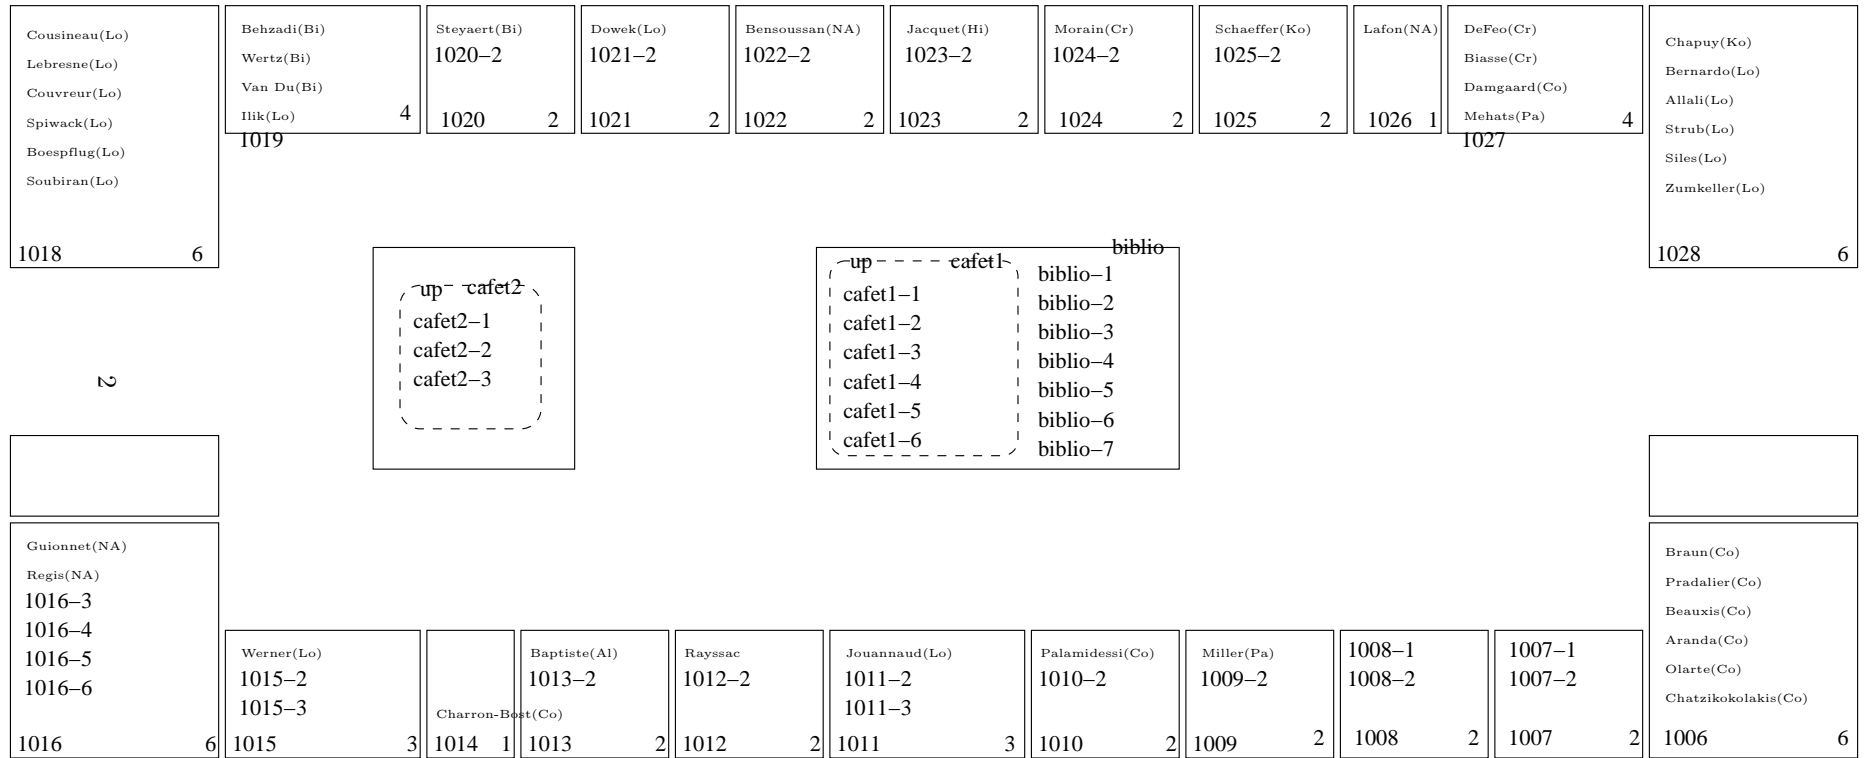 Cousineau(Lo)
Lebresne(Lo)
Couvreur(Lo)
Spiwack(Lo)
Boespflug(Lo)
Soubiran(Lo)
1018 6
Behzadi(Bi)
Wertz(Bi)
Van Du(Bi)
Ilik(Lo) 4
1019
Steyaert(Bi)
1020–2
1020 2
Dowek(Lo)
1021–2
1021 2
Bensoussan(NA)
1022–2
1022 2
Jacquet(Hi)
1023–2
1023 2
Morain(Cr)
1024–2
1024 2
Schaeffer(Ko)
1025–2
1025 2
Lafon(NA)
1026 1
DeFeo(Cr)
Biasse(Cr)
Damgaard(Co)
Mehats(Pa) 4
1027
Chapuy(Ko)
Bernardo(Lo)
Allali(Lo)
Strub(Lo)
Siles(Lo)
Zumkeller(Lo)
1028 6
2
up cafet2
cafet2–1
cafet2–2
cafet2–3
up cafet1
cafet1–1
cafet1–2
cafet1–3
cafet1–4
cafet1–5
cafet1–6
biblio
biblio–1
biblio–2
biblio–3
biblio–4
biblio–5
biblio–6
biblio–7
Guionnet(NA)
Regis(NA)
1016–3
1016–4
1016–5
1016–6
1016 6
Werner(Lo)
1015–2
1015–3
1015 3
Charron-Bost(Co)
1014 1
Baptiste(Al)
1013–2
1013 2
Rayssac
1012–2
1012 2
Jouannaud(Lo)
1011–2
1011–3
1011 3
Palamidessi(Co)
1010–2
1010 2
Miller(Pa)
1009–2
1009 2
1008–1
1008–2
1008 2
1007–1
1007–2
1007 2
Braun(Co)
Pradalier(Co)
Beauxis(Co)
Aranda(Co)
Olarte(Co)
Chatzikokolakis(Co)
1006 6